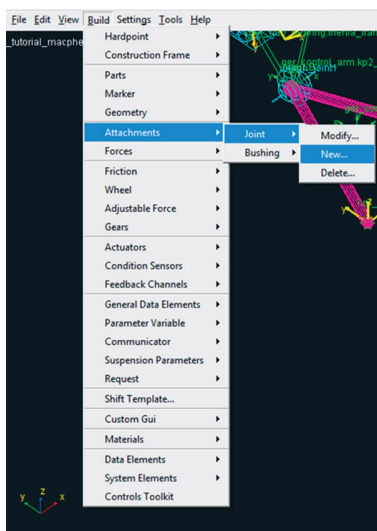 File Edit View Build Settings Tools Help
_tutorial_macphe
Hardpoint
Construction Frame
Parts
Marker
Geometry
Attachments
Forces
Friction
Wheel
Adjustable Force
Gears
Actuators
Condition Sensors
Feedback Channels
General Data Elements
Parameter Variable
Communicator
Suspension Parameters
Request
Shift Template...
Custom Gui
Materials
Data Elements
System Elements
Controls Toolkit
Joint
Bushing
Modify...
New...
Delete...
y z x
y z